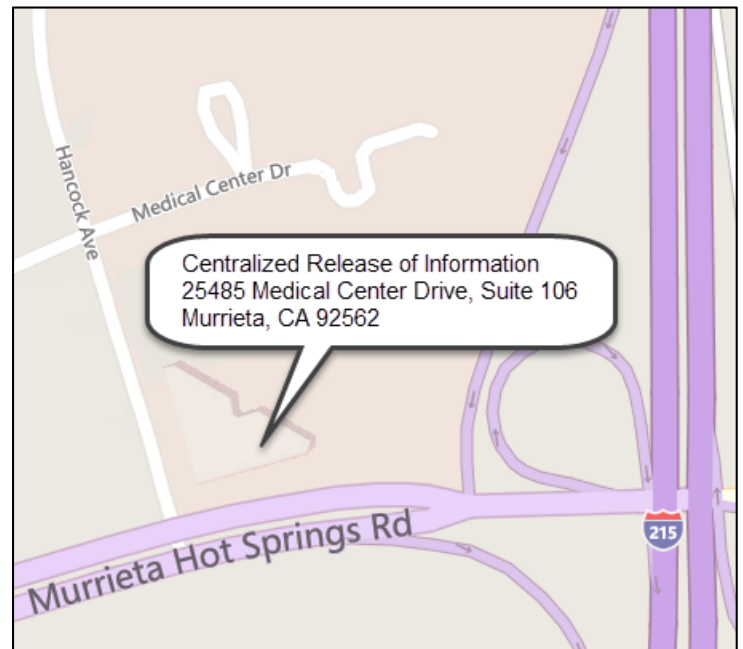 Hancock Ave
Medical Center Dr
Centralized Release of Information
25485 Medical Center Drive, Suite 106
Murrieta, CA 92562
215
Murrieta Hot Springs Rd